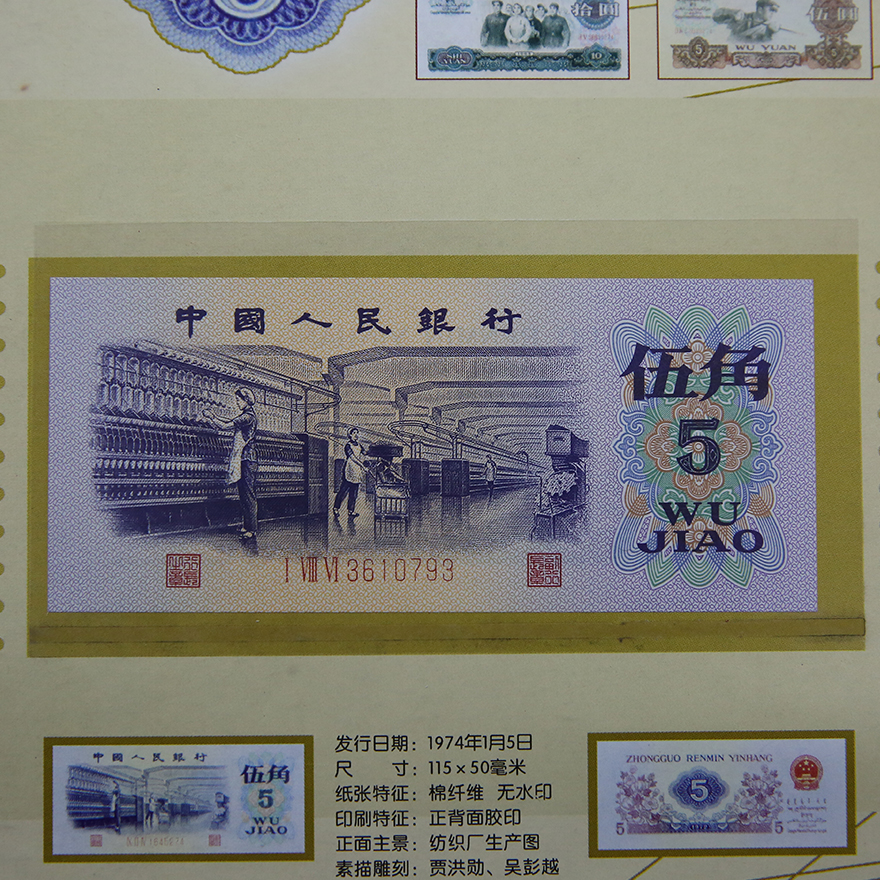 拾圆
伍圆
10
5
WU YUAN
中國人民銀行
伍角
5
WU
JIAO
I VIII VI 3610793
中國人民銀行
伍角
5
WU
JIAO
发行日期：1974年1月5日
尺 寸：115×50毫米
纸张特征：棉纤维 无水印
印刷特征：正背面胶印
正面主景：纺织厂生产图
素描雕刻：贾洪勋、吴彭越
ZHONGGUO RENMIN YINHANG
5
5
5